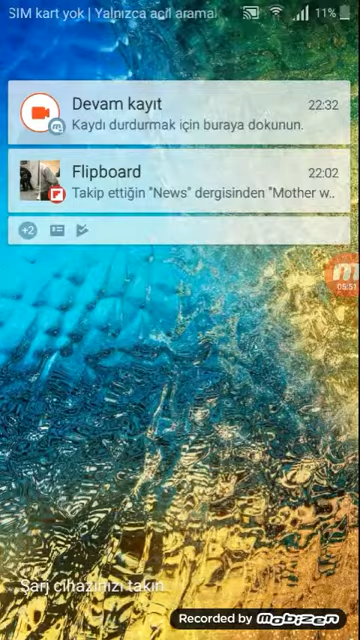 SIM kart yok | Yalnızca acil aramal
11%
Devam kayıt 22:32
Kaydı durdurmak için buraya dokunun.
Flipboard 22:02
Takip ettiğin "News" dergisinden "Mother w..
+2
05:51
Şarj cihazınızı takın.
Recorded by mobizen